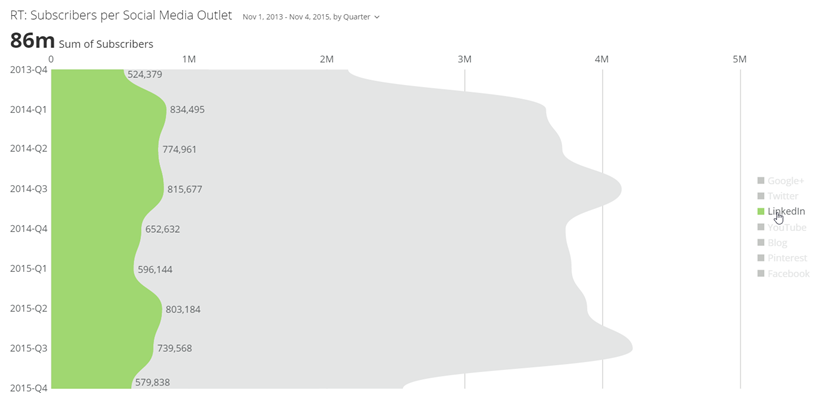 RT: Subscribers per Social Media Outlet Nov 1, 2013 - Nov 4, 2015, by Quarter
86m Sum of Subscribers
0 1M 2M 3M 4M 5M
2013-Q4 524,379
2014-Q1 834,495
2014-Q2 774,961
2014-Q3 815,677
2014-Q4 652,632
2015-Q1 596,144
2015-Q2 803,184
2015-Q3 739,568
2015-Q4 579,838
Google+
Twitter
LinkedIn
YouTube
Blog
Pinterest
Facebook